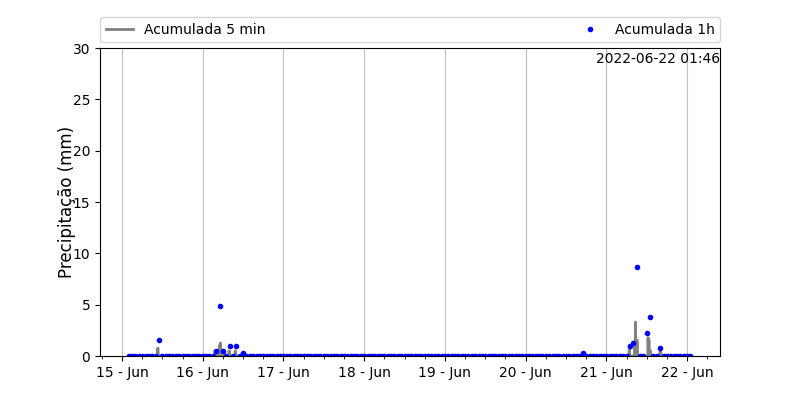 Acumulada 5 min
Acumulada 1h
2022-06-22 01:46
Precipitação (mm)
30
25
20
15
10
5
0
15 - Jun
16 - Jun
17 - Jun
18 - Jun
19 - Jun
20 - Jun
21 - Jun
22 - Jun